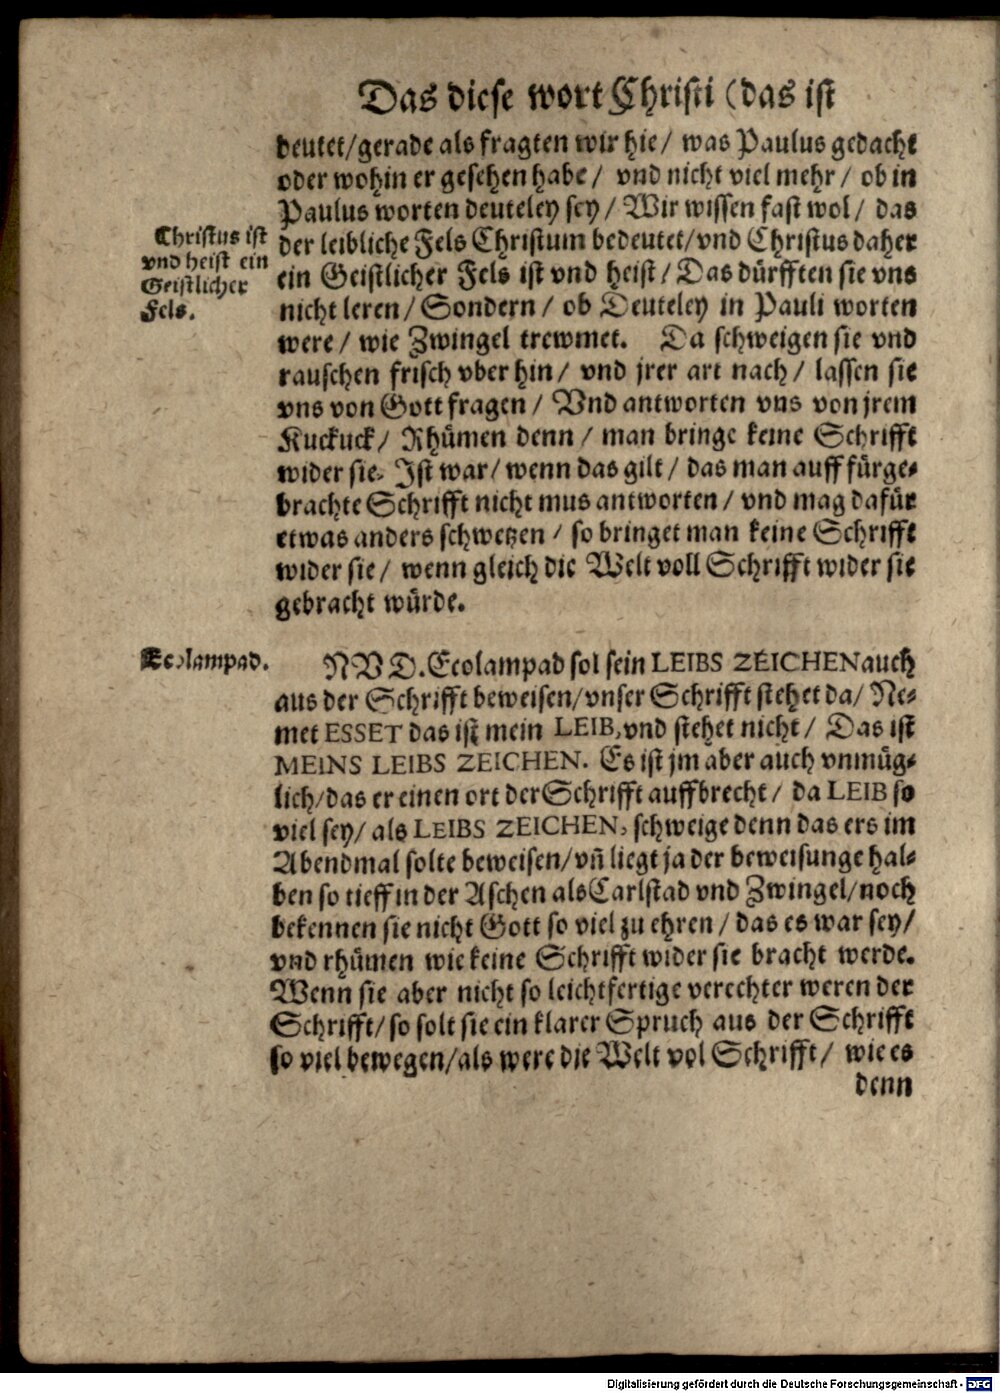 Das diese wort Christi (das ist
deutet/gerade als fragten wir hie/ was Paulus gedacht
oder wohin er gesehen habe/ vnd nicht viel mehr/ ob in
Paulus worten deuteley sey/ Wir wissen fast wol/ das
der leibliche Fels Christum bedeutet/vnd Christus daher
ein Geistlicher Fels ist vnd heist/ Das dürfften sie vns
nicht leren/ Sondern/ ob Deuteley in Pauli worten
were/ wie Zwingel trewmet. Da schweigen sie vnd
rauschen frisch vber hin/ vnd jrer art nach/ lassen sie
vns von Gott fragen/ Vnd antworten vns von jrem
Kuckuck/ Rhümen denn/ man bringe keine Schrifft
wider sie. Ist war/ wenn das gilt/ das man auff fürge-
brachte Schrifft nicht mus antworten/ vnd mag dafür
etwas anders schwetzen/ so bringet man keine Schrifft
wider sie/ wenn gleich die Welt voll Schrifft wider sie
gebracht würde.
Christus ist
vnd heist ein
Geistlicher
Fels.
Ecolampad.
NVD. Ecolampad sol sein LEIBS ZEICHEN auch
aus der Schrifft beweisen/vnser Schrifft stehet da/ Ne-
met ESSET das ist mein LEIB, vnd stehet nicht/ Das ist
MEINS LEIBS ZEICHEN. Es ist jm aber auch vnmüg-
lich/das er einen ort der Schrifft auffbrecht/ da LEIB so
viel sey/ als LEIBS ZEICHEN, schweige denn das ers im
Abendmal solte beweisen/vñ liegt ja der beweisunge hal-
ben so tieff in der Aschen als Carlstad vnd Zwingel/noch
bekennen sie nicht Gott so viel zu ehren/ das es war sey/
vnd rhümen wie keine Schrifft wider sie bracht werde.
Wenn sie aber nicht so leichtfertige verechter weren der
Schrifft/ so solt sie ein klarer Spruch aus der Schrifft
so viel bewegen/als were die Welt vol Schrifft/ wie es
denn
Digitalisierung gefördert durch die Deutsche Forschungsgemeinschaft - DFG